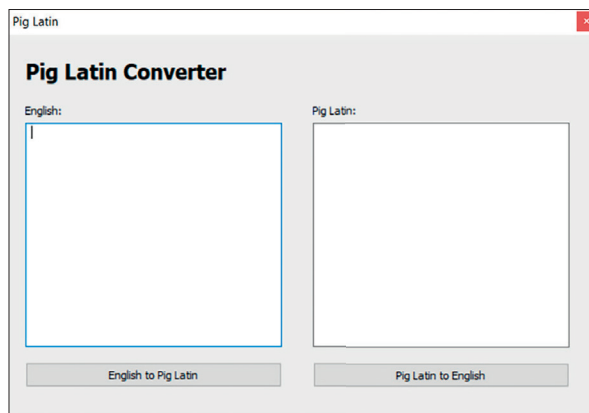 Pig Latin
Pig Latin Converter
English:
Pig Latin:
English to Pig Latin
Pig Latin to English